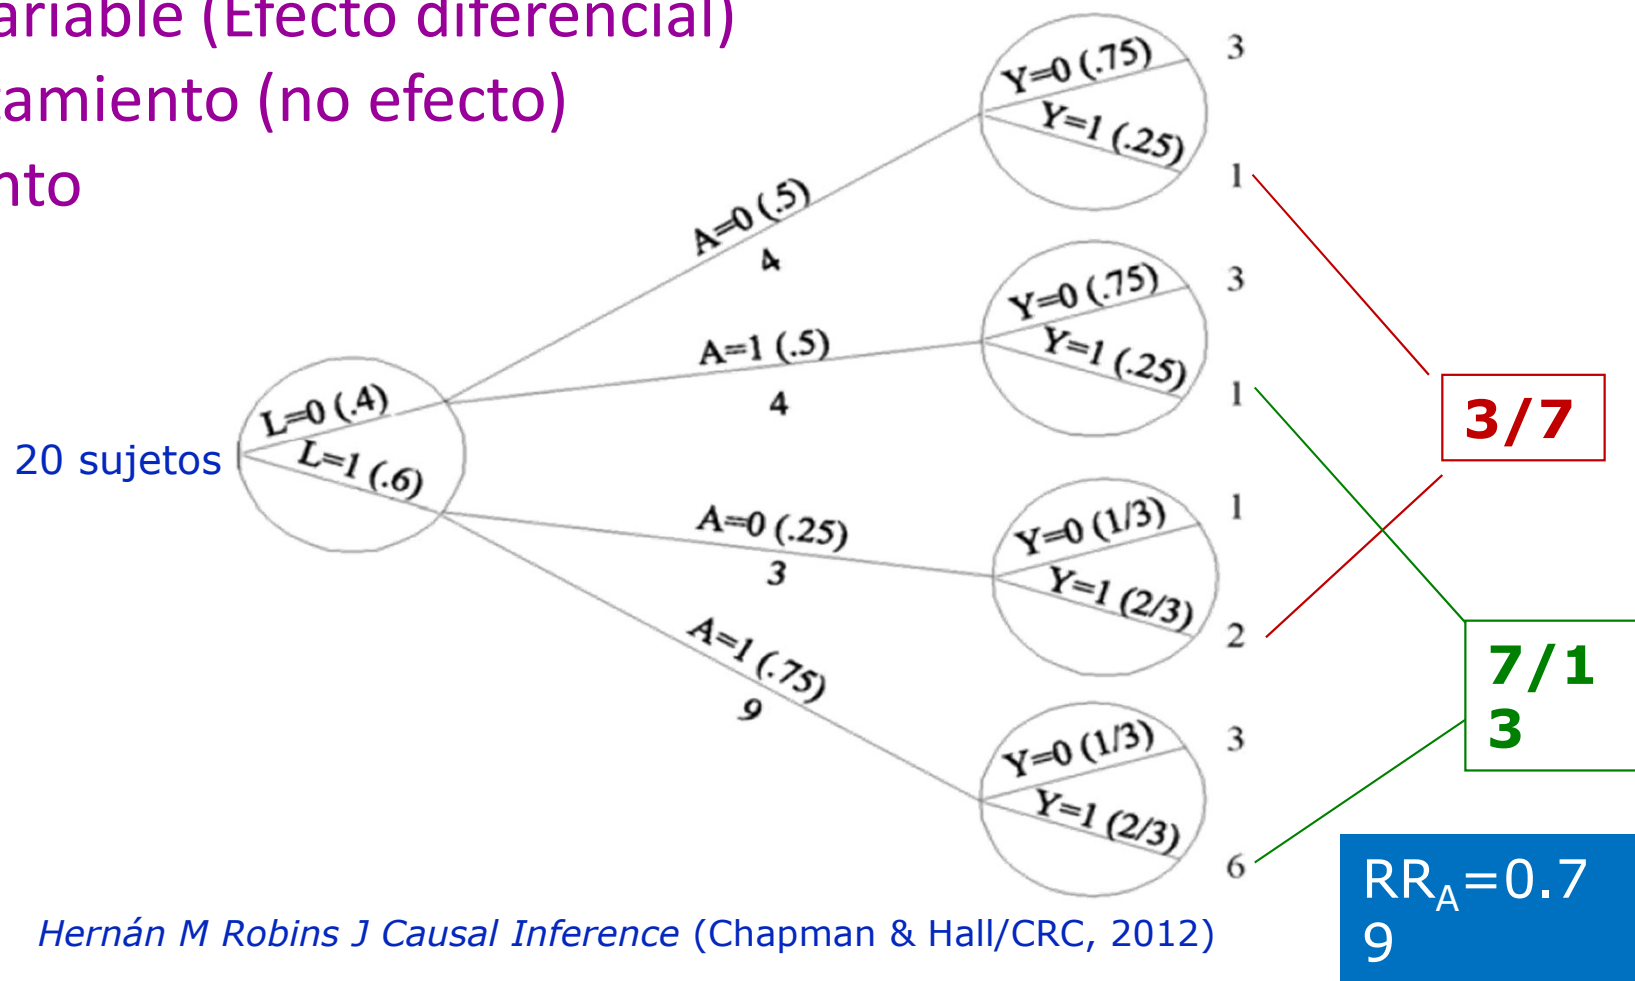 ariable (Efecto diferencial)
tamiento (no efecto)
nto
20 sujetos
L=0 (.4)
L=1 (.6)
A=0 (.5)
4
A=1 (.5)
4
A=0 (.25)
3
A=1 (.75)
9
Y=0 (.75)
Y=1 (.25)
3
1
Y=0 (.75)
Y=1 (.25)
3
1
Y=0 (1/3)
Y=1 (2/3)
1
2
Y=0 (1/3)
Y=1 (2/3)
3
6
3/7
7/1
3
RR_A=0.7
9
Hernán M Robins J Causal Inference (Chapman & Hall/CRC, 2012)